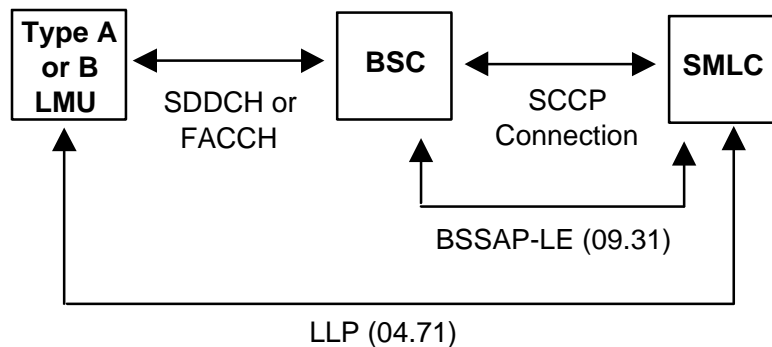 Type A
or B
LMU
BSC
SMLC
SDDCH or
FACCH
SCCP
Connection
BSSAP-LE (09.31)
LLP (04.71)